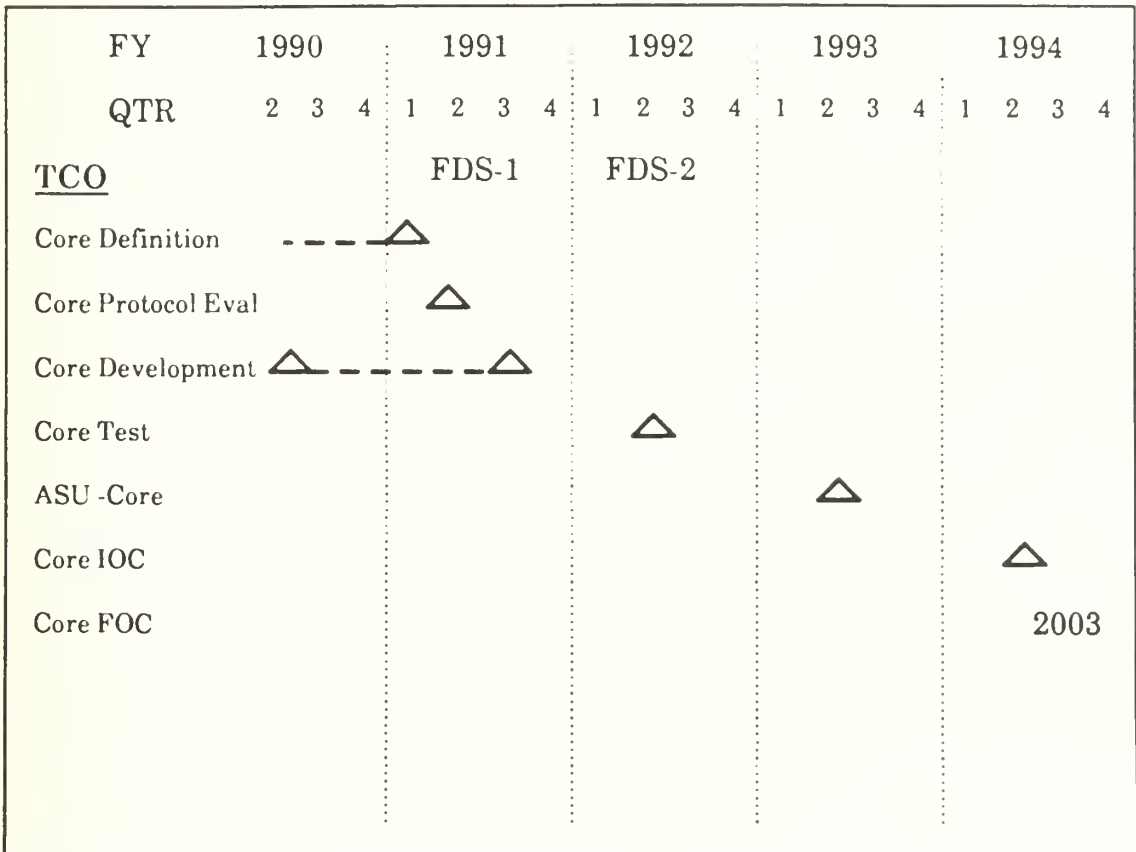 FY 1990 1991 1992 1993 1994
QTR 2 3 4 1 2 3 4 1 2 3 4 1 2 3 4 1 2 3 4
TCO FDS-1 FDS-2
Core Definition
Core Protocol Eval
Core Development
Core Test
ASU -Core
Core IOC
Core FOC 2003